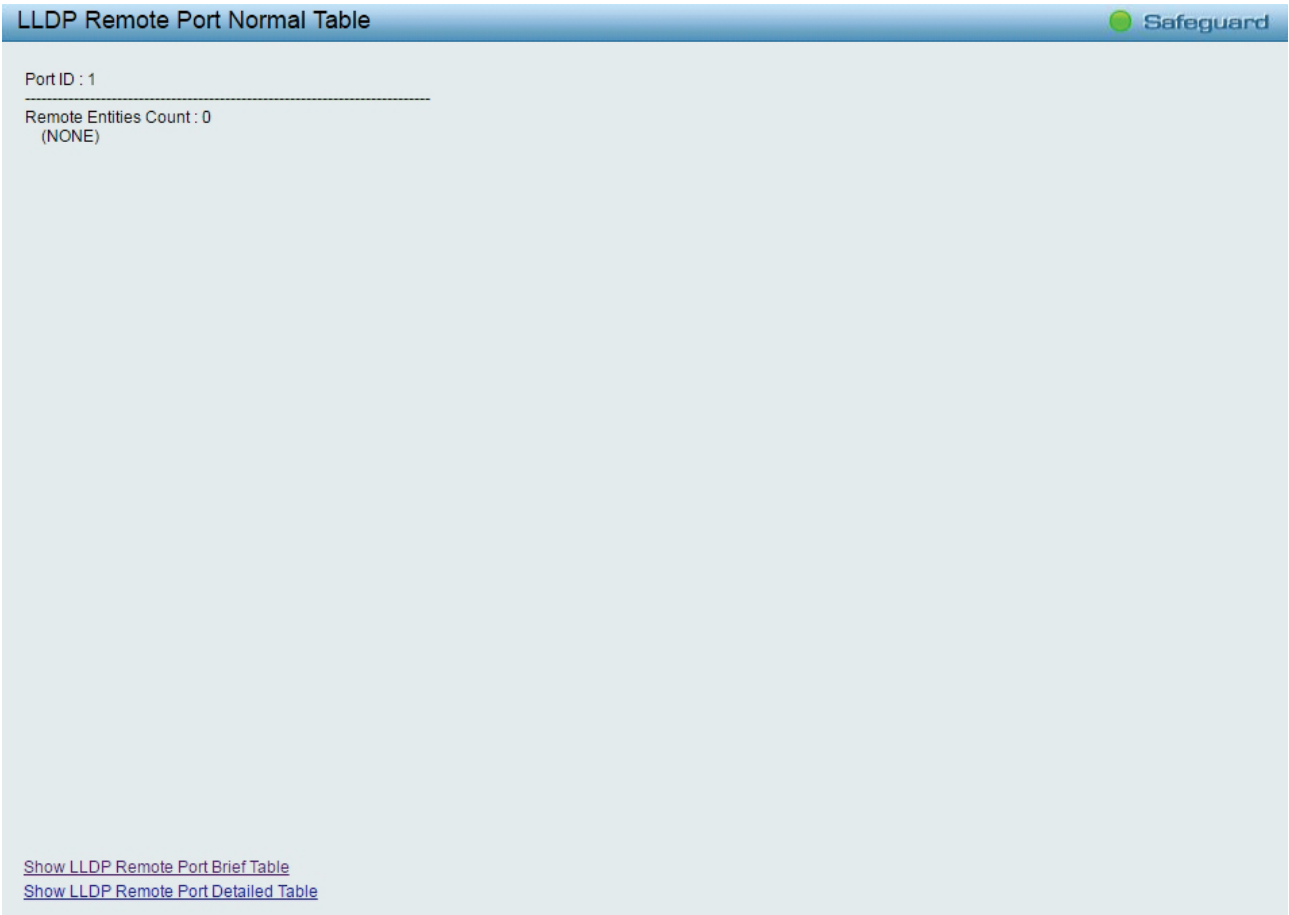 LLDP Remote Port Normal Table
Safeguard
Port ID : 1
--------------------------------------------------------------------------------
Remote Entities Count : 0
(NONE)
Show LLDP Remote Port Brief Table
Show LLDP Remote Port Detailed Table